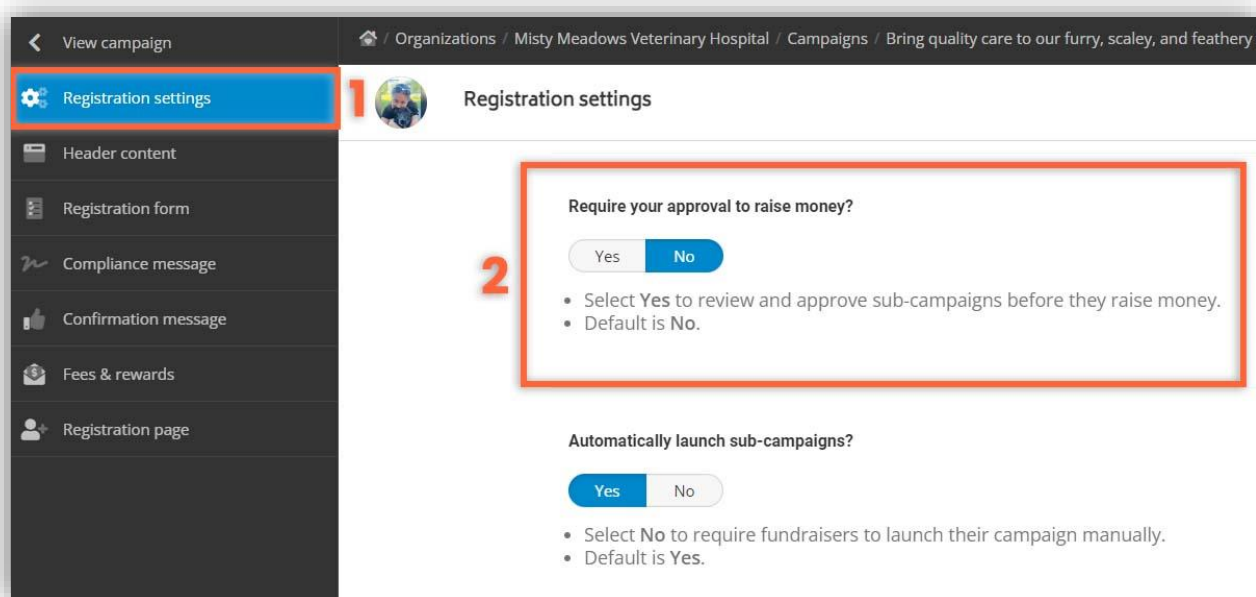 View campaign
/ Organizations / Misty Meadows Veterinary Hospital / Campaigns / Bring quality care to our furry, scaley, and feathery
Registration settings
1
Registration settings
Header content
Registration form
Compliance message
Confirmation message
Fees & rewards
Registration page
2
Require your approval to raise money?
Yes No
• Select Yes to review and approve sub-campaigns before they raise money.
• Default is No.
Automatically launch sub-campaigns?
Yes No
• Select No to require fundraisers to launch their campaign manually.
• Default is Yes.